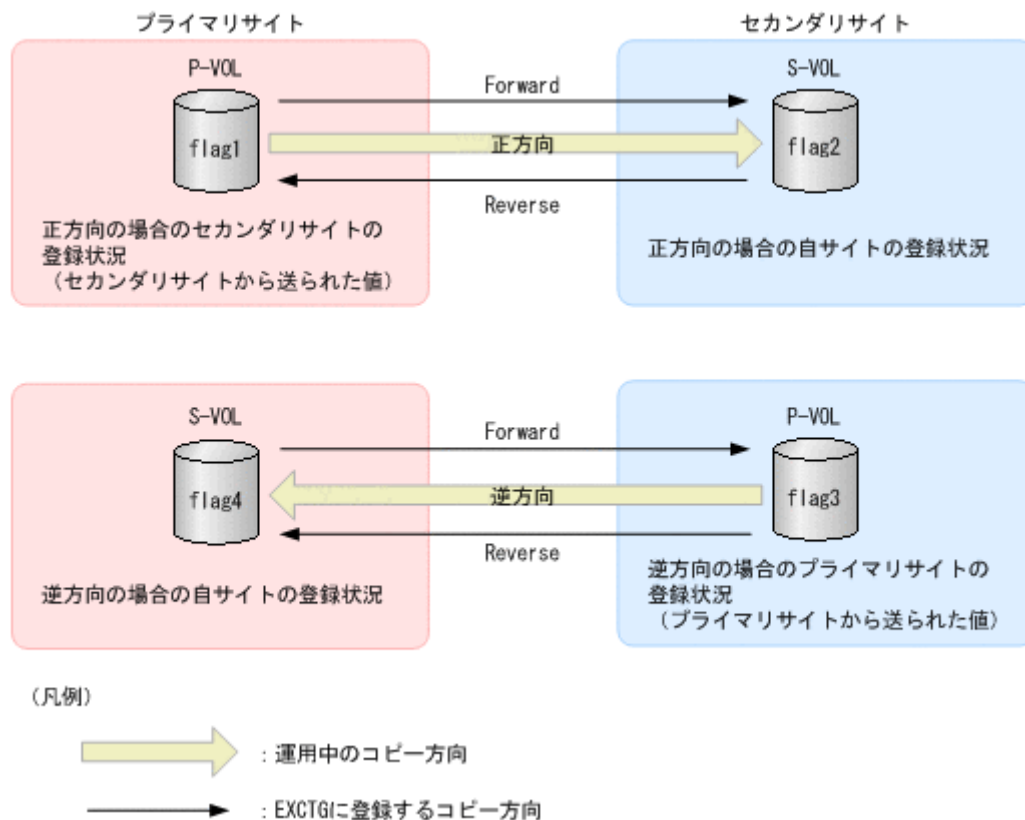 プライマリサイト
セカンダリサイト
P-VOL
S-VOL
Forward
flag1
正方向
flag2
Reverse
正方向の場合のセカンダリサイトの
登録状況
（セカンダリサイトから送られた値）
正方向の場合の自サイトの登録状況
S-VOL
P-VOL
Forward
flag4
逆方向
flag3
Reverse
逆方向の場合の自サイトの登録状況
逆方向の場合のプライマリサイトの
登録状況
（プライマリサイトから送られた値）
（凡例）
：運用中のコピー方向
：EXCTGに登録するコピー方向